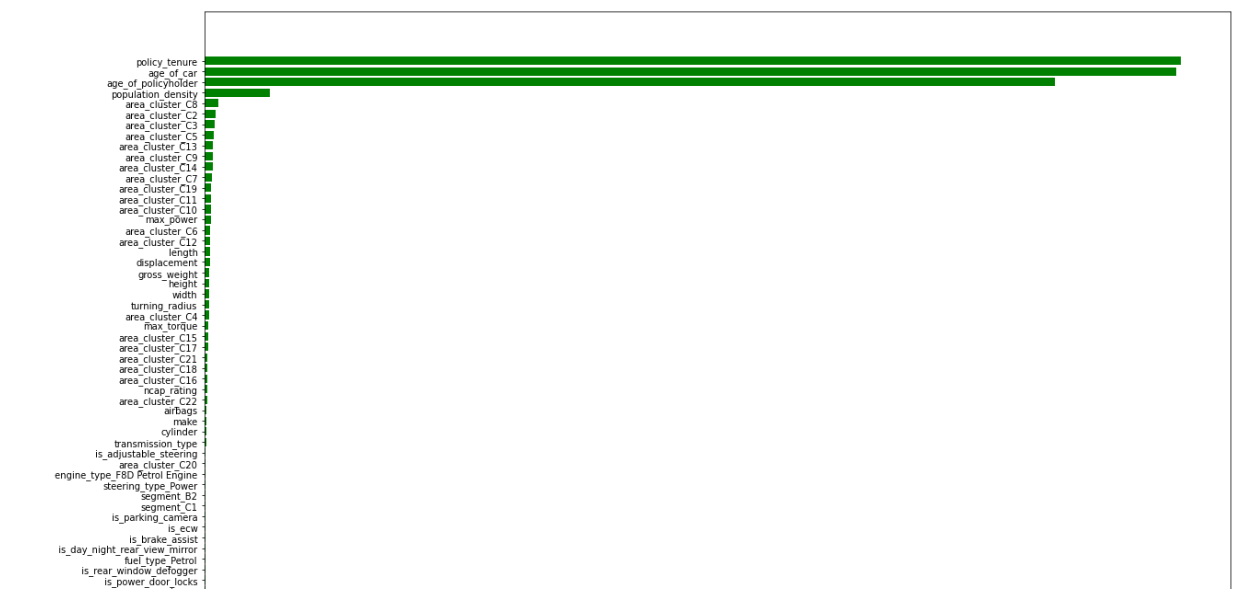 policy_tenure
age_of_car
age_of_policyholder
population_density
area_cluster_C8
area_cluster_C2
area_cluster_C3
area_cluster_C5
area_cluster_C13
area_cluster_C9
area_cluster_C14
area_cluster_C7
area_cluster_C19
area_cluster_C11
area_cluster_C10
max_power
area_cluster_C6
area_cluster_C12
length
displacement
gross_weight
height
width
turning_radius
area_cluster_C4
max_torque
area_cluster_C15
area_cluster_C17
area_cluster_C21
area_cluster_C18
area_cluster_C16
ncap_rating
area_cluster_C22
airbags
make
cylinder
transmission_type
is_adjustable_steering
area_cluster_C20
engine_type_F8D Petrol Engine
steering_type_Power
segment_B2
segment_C1
is_parking_camera
is_ecw
is_brake_assist
is_day_night_rear_view_mirror
fuel_type_Petrol
is_rear_window_defogger
is_power_door_locks